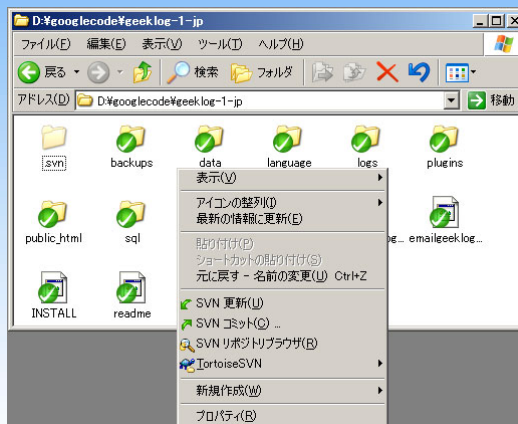 D:¥googlecode¥geeklog-1-jp
ファイル(F) 編集(E) 表示(V) ツール(T) ヘルプ(H)
戻る 検索 フォルダ
アドレス(D) D:¥googlecode¥geeklog-1-jp 移動
.svn backups data language logs plugins
public_html sql emailgeeklog...
INSTALL readme
表示(V)
アイコンの整列(I)
最新の情報に更新(E)
貼り付け(P)
ショートカットの貼り付け(S)
元に戻す - 名前の変更(U) Ctrl+Z
SVN 更新(U)
SVN コミット(C) ...
SVN リポジトリブラウザ(R)
TortoiseSVN
新規作成(W)
プロパティ(R)